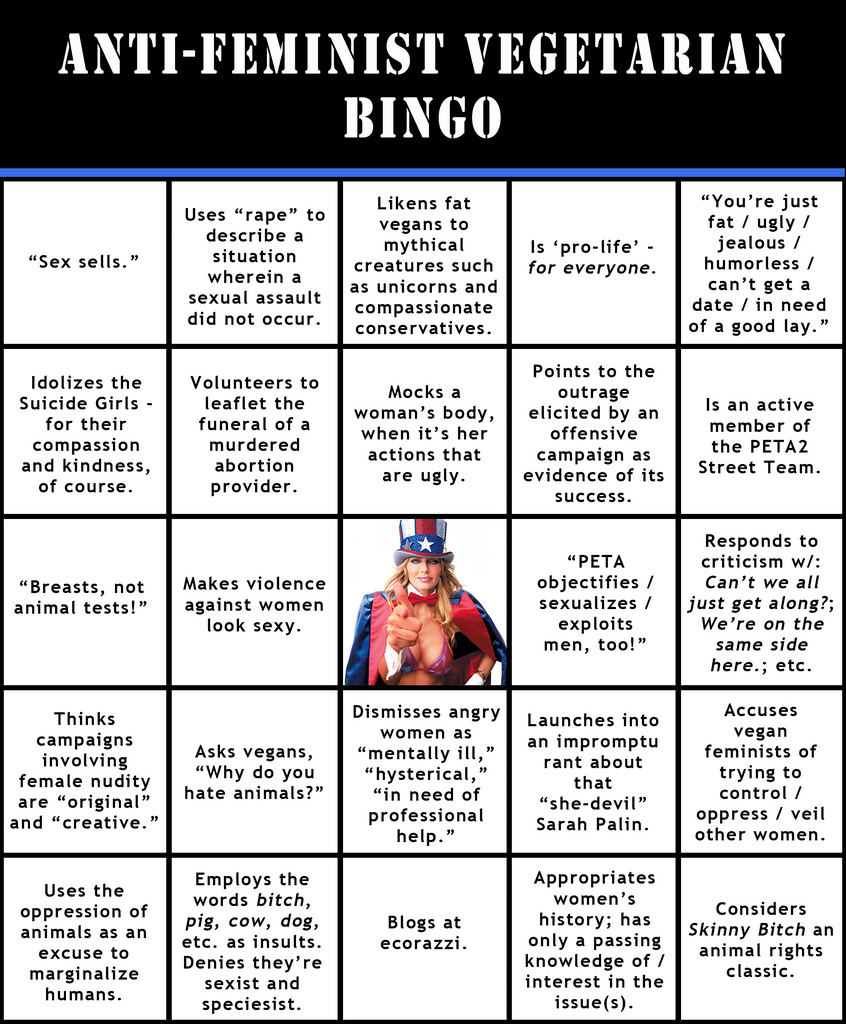 ANTI-FEMINIST VEGETARIAN
BINGO
“Sex sells.”
Uses “rape” to
describe a
situation
wherein a
sexual assault
did not occur.
Likens fat
vegans to
mythical
creatures such
as unicorns and
compassionate
conservatives.
Is ‘pro-life’ -
for everyone.
“You’re just
fat / ugly /
jealous /
humorless /
can’t get a
date / in need
of a good lay.”
Idolizes the
Suicide Girls -
for their
compassion
and kindness,
of course.
Volunteers to
leaflet the
funeral of a
murdered
abortion
provider.
Mocks a
woman’s body,
when it’s her
actions that
are ugly.
Points to the
outrage
elicited by an
offensive
campaign as
evidence of its
success.
Is an active
member of
the PETA2
Street Team.
“Breasts, not
animal tests!”
Makes violence
against women
look sexy.
“PETA
objectifies /
sexualizes /
exploits
men, too!”
Responds to
criticism w/:
Can’t we all
just get along?;
We’re on the
same side
here.; etc.
Thinks
campaigns
involving
female nudity
are “original”
and “creative.”
Asks vegans,
“Why do you
hate animals?”
Dismisses angry
women as
“mentally ill,”
“hysterical,”
“in need of
professional
help.”
Launches into
an impromptu
rant about
that
“she-devil”
Sarah Palin.
Accuses
vegan
feminists of
trying to
control /
oppress / veil
other women.
Uses the
oppression of
animals as an
excuse to
marginalize
humans.
Employs the
words bitch,
pig, cow, dog,
etc. as insults.
Denies they’re
sexist and
speciesist.
Blogs at
ecorazzi.
Appropriates
women’s
history; has
only a passing
knowledge of /
interest in the
issue(s).
Considers
Skinny Bitch an
animal rights
classic.